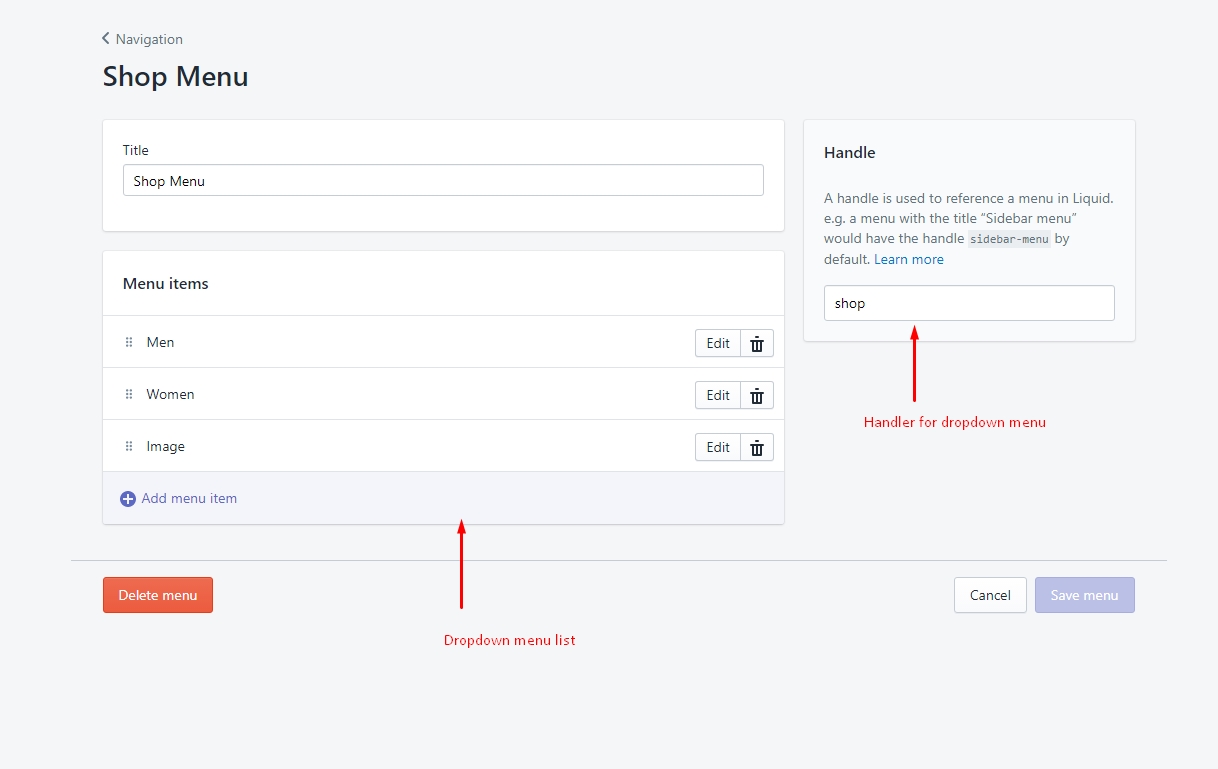 Navigation
Shop Menu
Title
Shop Menu
Menu items
Men
Edit
Women
Edit
Image
Edit
Add menu item
Handle
A handle is used to reference a menu in Liquid.
e.g. a menu with the title “Sidebar menu”
would have the handle sidebar-menu by
default. Learn more
shop
Handler for dropdown menu
Dropdown menu list
Delete menu
Cancel
Save menu